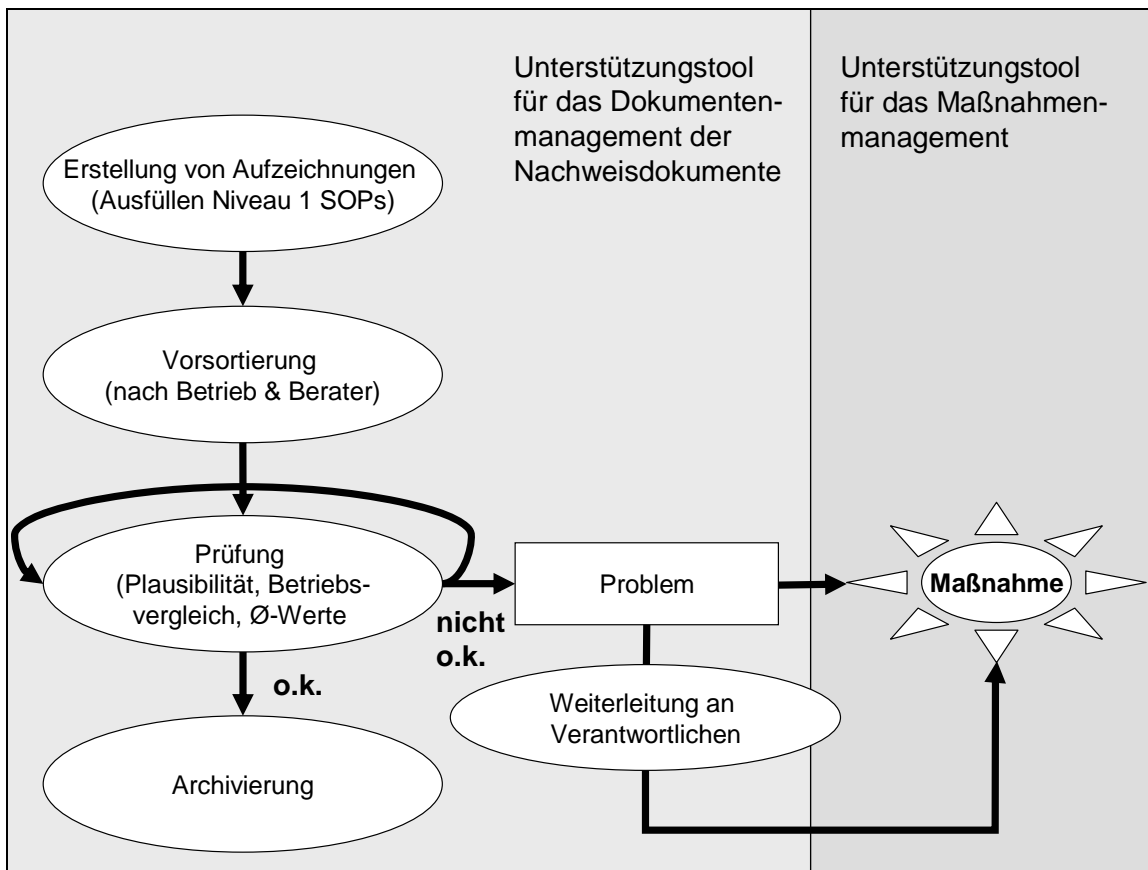 Unterstützungstool
für das Dokumenten-
management der
Nachweisdokumente
Unterstützungstool
für das Maßnahmen-
management
Erstellung von Aufzeichnungen
(Ausfüllen Niveau 1 SOPs)
Vorsortierung
(nach Betrieb & Berater)
Prüfung
(Plausibilität, Betriebs-
vergleich, Ø-Werte
nicht
o.k.
Problem
Maßnahme
o.k.
Weiterleitung an
Verantwortlichen
Archivierung